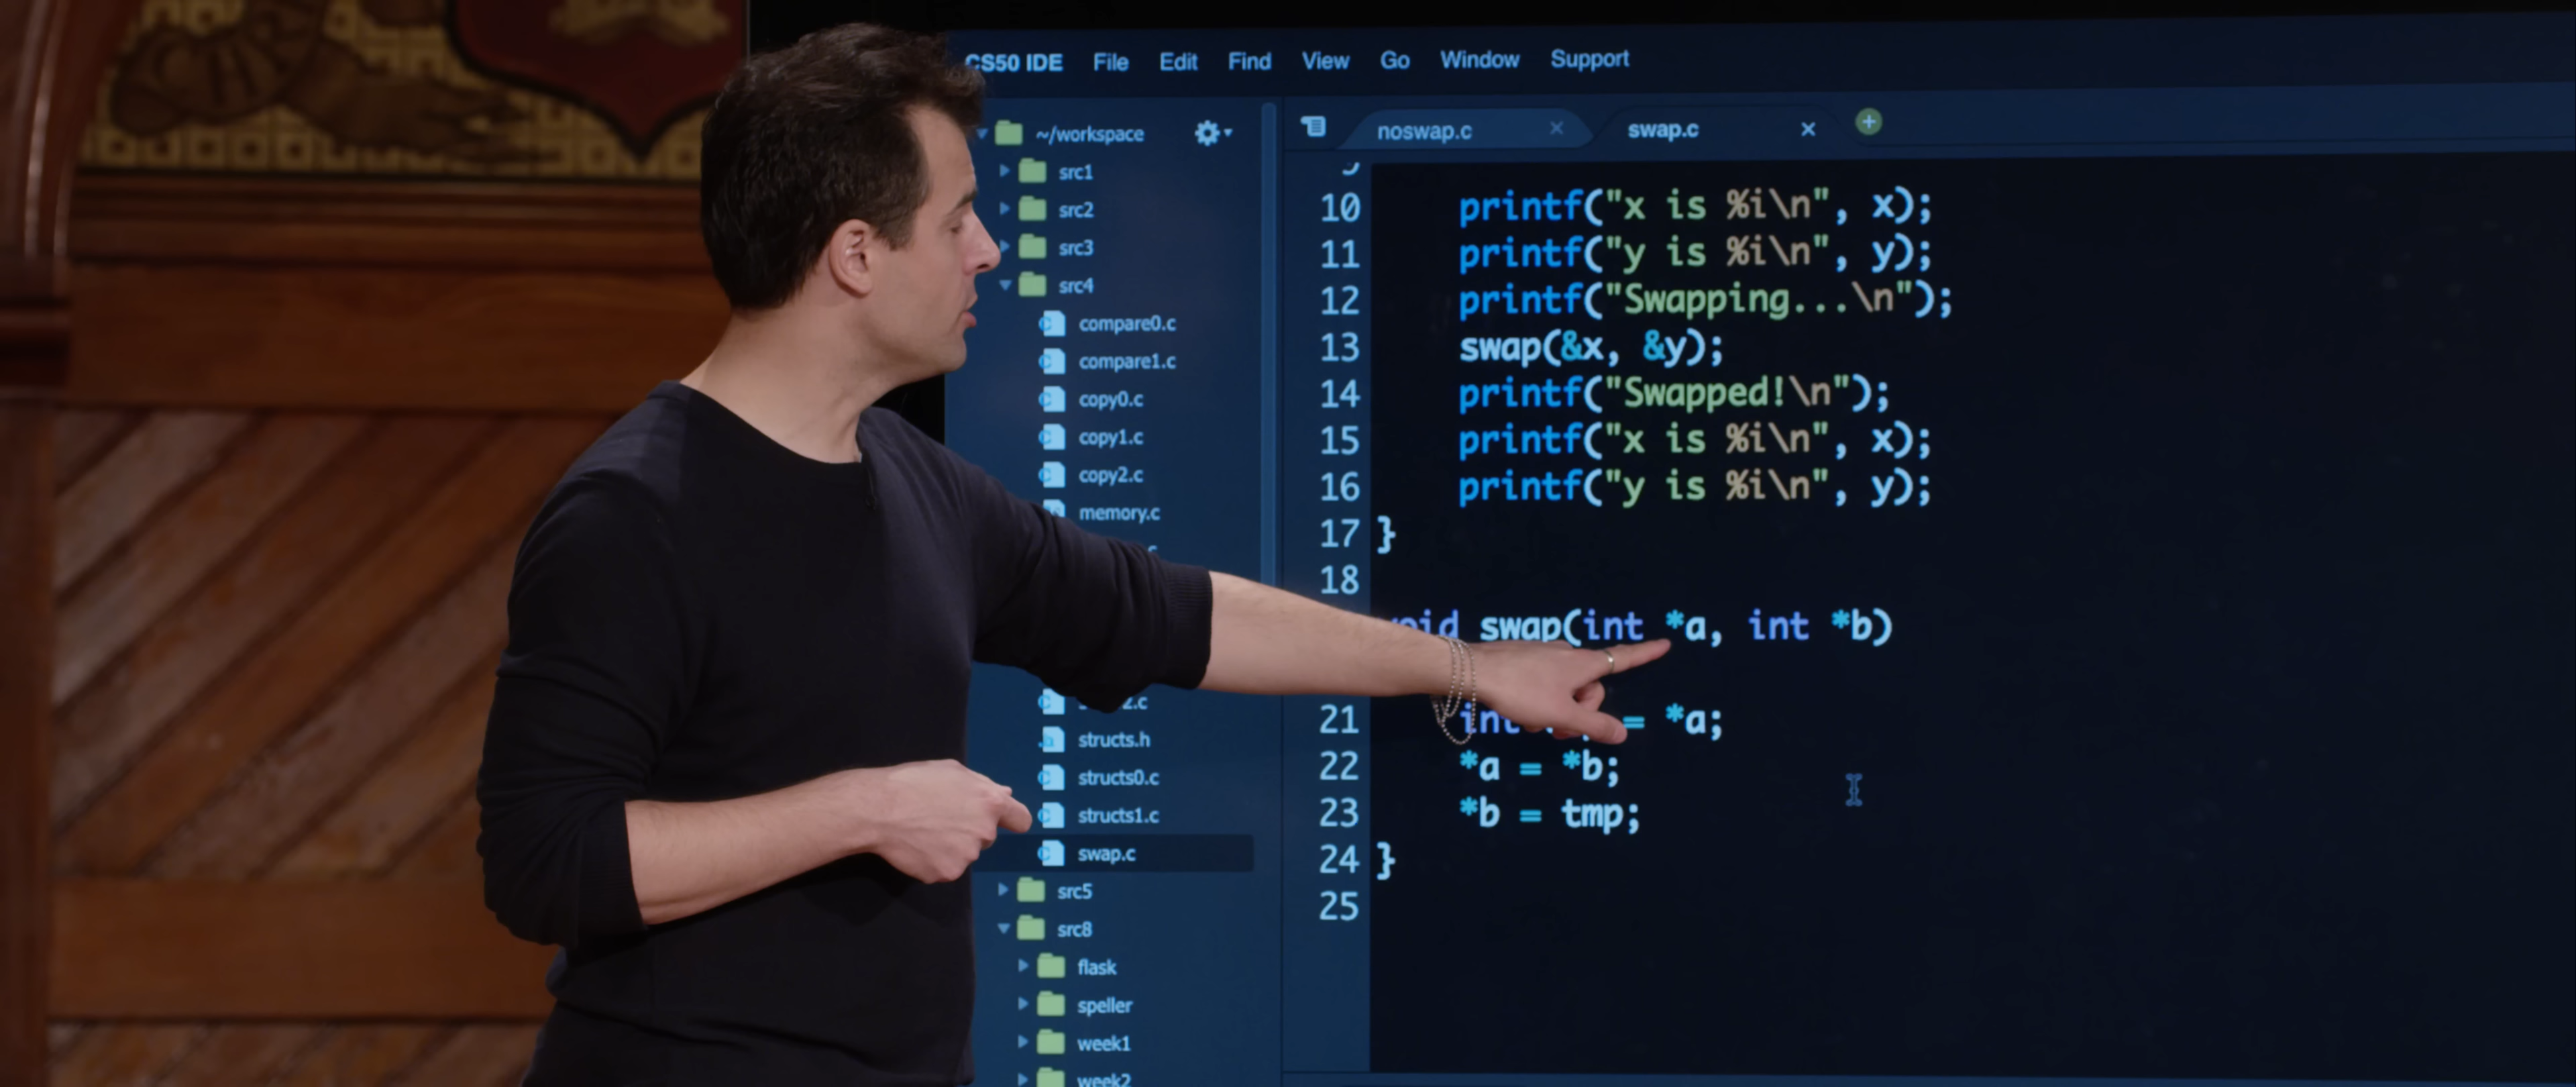 CS50 IDE File Edit Find View Go Window Support
~/workspace
src1
src2
src3
src4
compare0.c
compare1.c
copy0.c
copy1.c
copy2.c
memory.c
structs.h
structs0.c
structs1.c
swap.c
src5
src8
flask
speller
week1
week2
noswap.c swap.c
10 printf("x is %i\n", x);
11 printf("y is %i\n", y);
12 printf("Swapping...\n");
13 swap(&x, &y);
14 printf("Swapped!\n");
15 printf("x is %i\n", x);
16 printf("y is %i\n", y);
17 }
18
void swap(int *a, int *b)
21 int = *a;
22 *a = *b;
23 *b = tmp;
24 }
25